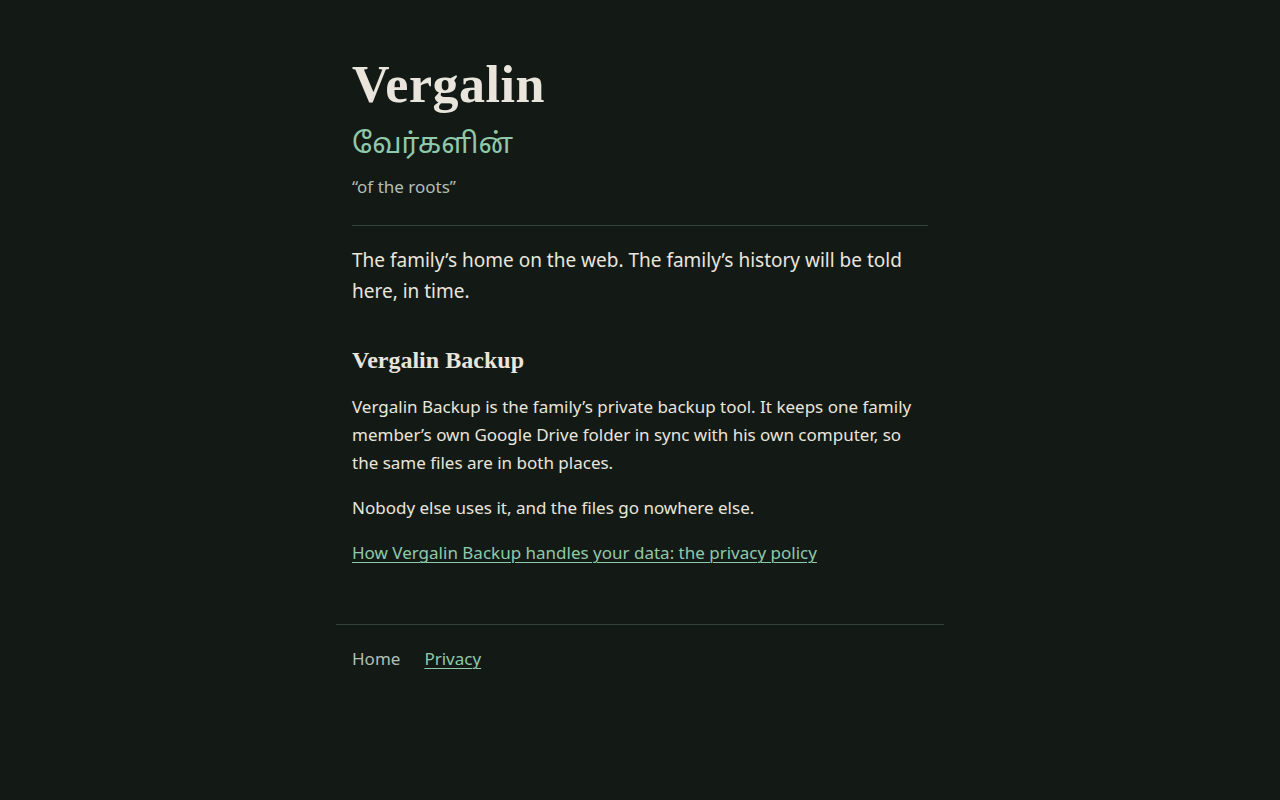 Vergalin
வேர்களின்
“of the roots”
The family’s home on the web. The family’s history will be told
here, in time.
Vergalin Backup
Vergalin Backup is the family’s private backup tool. It keeps one family
member’s own Google Drive folder in sync with his own computer, so
the same files are in both places.
Nobody else uses it, and the files go nowhere else.
How Vergalin Backup handles your data: the privacy policy
Home Privacy